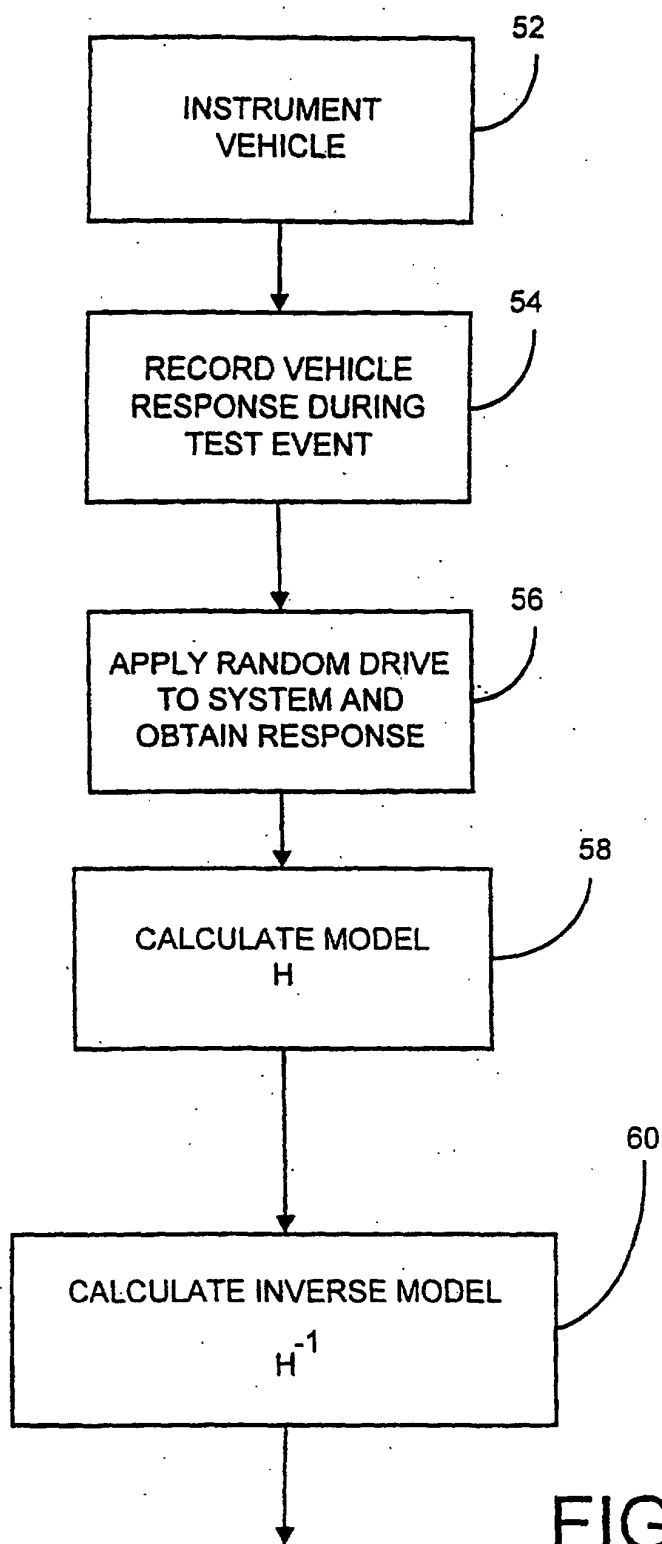 52
INSTRUMENT
VEHICLE
54
RECORD VEHICLE
RESPONSE DURING
TEST EVENT
56
APPLY RANDOM DRIVE
TO SYSTEM AND
OBTAIN RESPONSE
58
CALCULATE MODEL
H
60
CALCULATE INVERSE MODEL
H-1
FIG